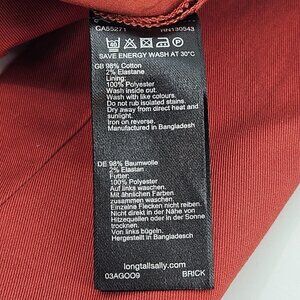 CA55271 RN130543
SAVE ENERGY WASH AT 30°C
GB 98% Cotton
2% Elastane
Lining:
100% Polyester
Wash inside out.
Wash with like colours.
Do not rub isolated stains.
Dry away from direct heat.
Iron on reverse.
Manufactured in Bangladesh
DE 98% Baumwolle
2% Elastan
Futter:
100% Polyester
Auf links waschen.
Mit ähnlichen Farben
zusammen waschen.
Einzelne Flecken nicht reiben.
Nicht direkt in der Nähe von
Hitzequellen oder in der Sonne
trocknen.
Von links bügeln.
Hergestellt in Bangladesch
longtallsally.com
03AGOO9 BRICK